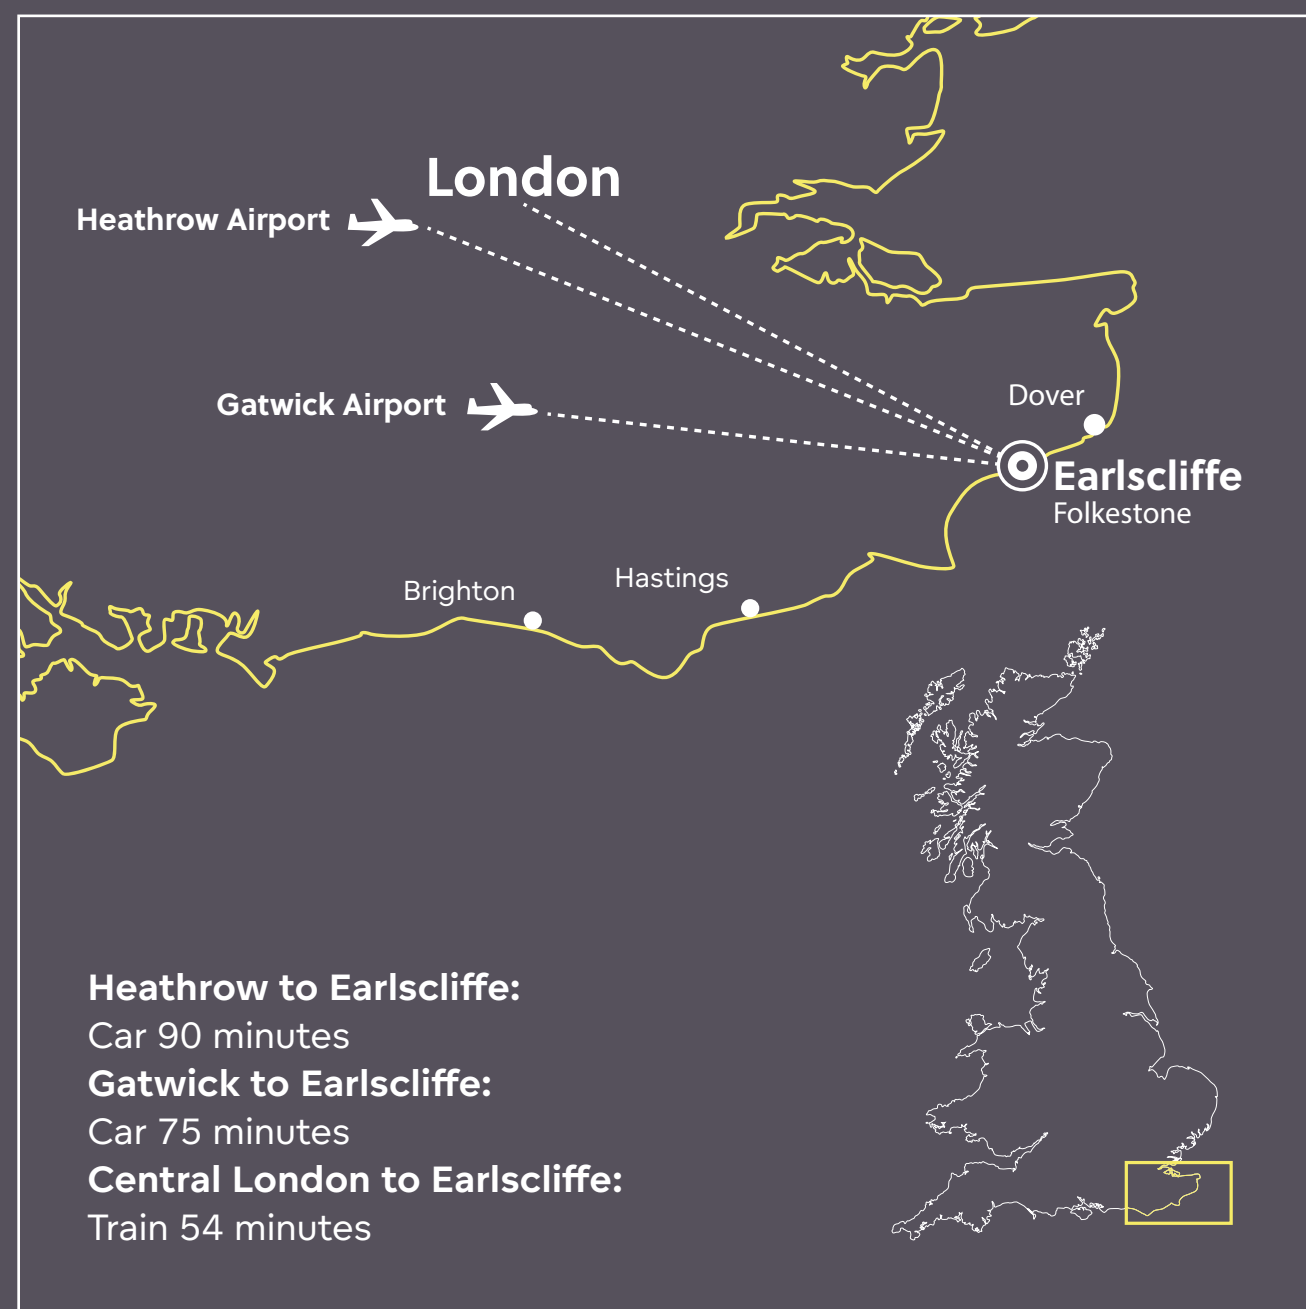 London
Heathrow Airport
Gatwick Airport
Dover
Earlscliffe
Folkestone
Hastings
Brighton
Heathrow to Earlscliffe:
Car 90 minutes
Gatwick to Earlscliffe:
Car 75 minutes
Central London to Earlscliffe:
Train 54 minutes